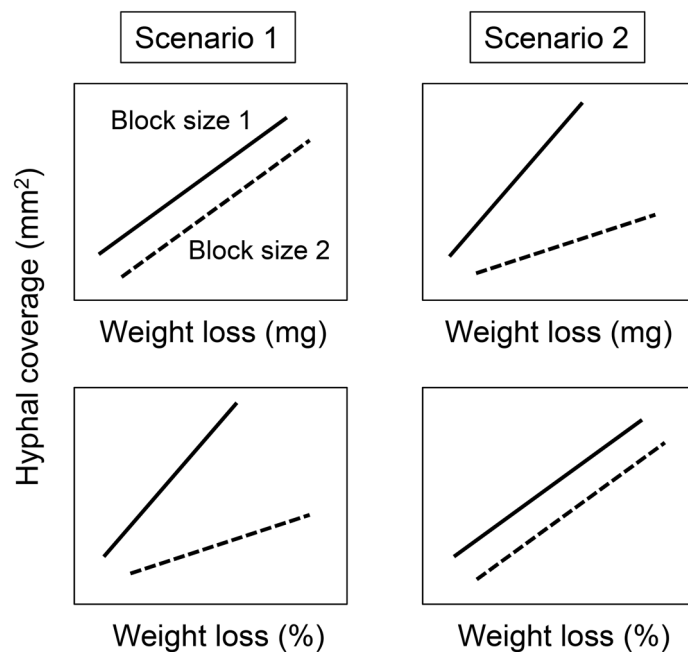 Scenario 1
Scenario 2
Block size 1
Block size 2
Hyphal coverage (mm²)
Weight loss (mg)
Weight loss (mg)
Weight loss (%)
Weight loss (%)